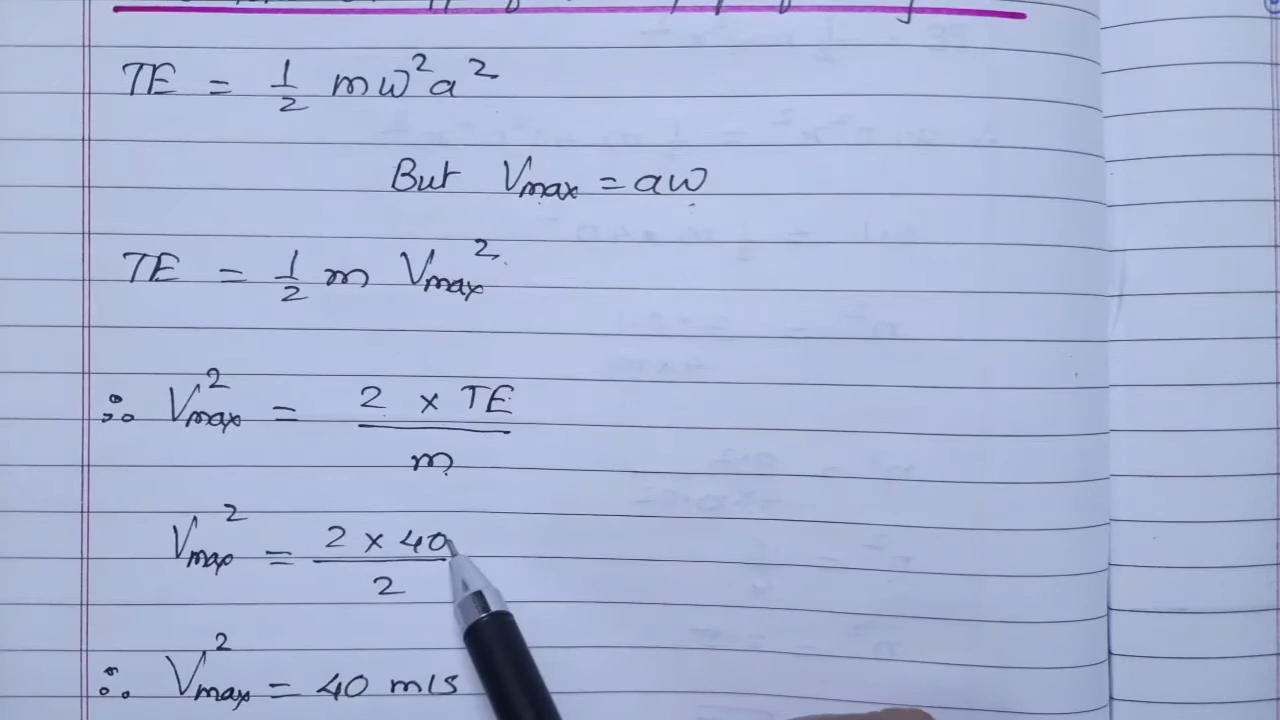 TE = 1/2 mω²a²
But Vmax = aω
TE = 1/2 m Vmax²
∴ Vmax² = 2 × TE / m
Vmax² = 2 × 40 / 2
∴ Vmax² = 40 m/s